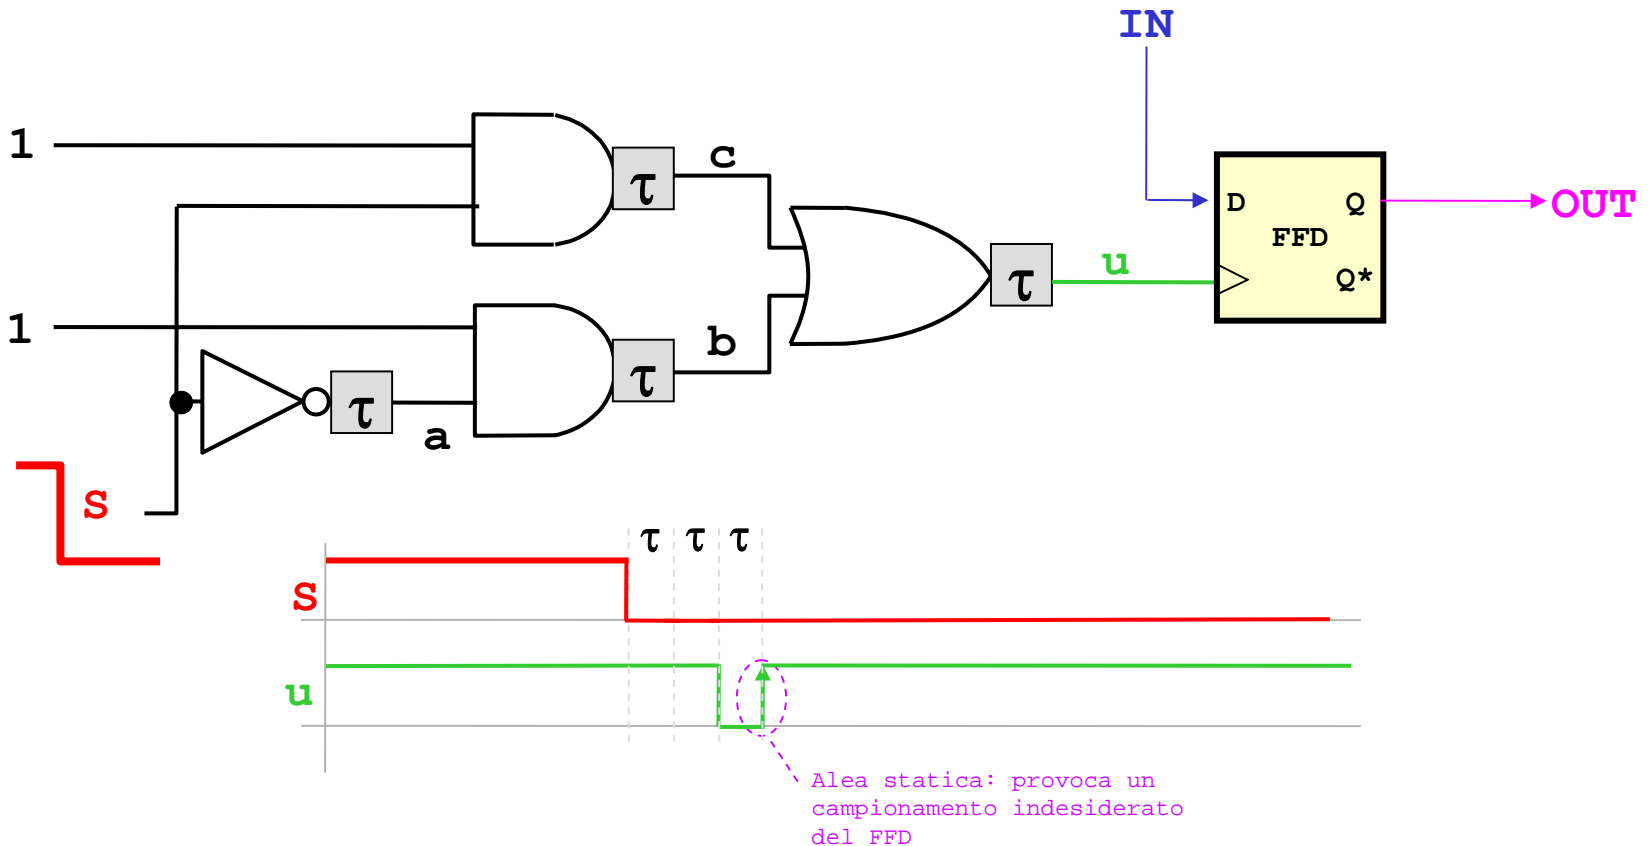 IN
1
τ
c
D
Q
OUT
FFD
u
τ
Q*
1
τ
b
τ
a
S
τ
τ
τ
S
u
Alea statica: provoca un
campionamento indesiderato
del FFD